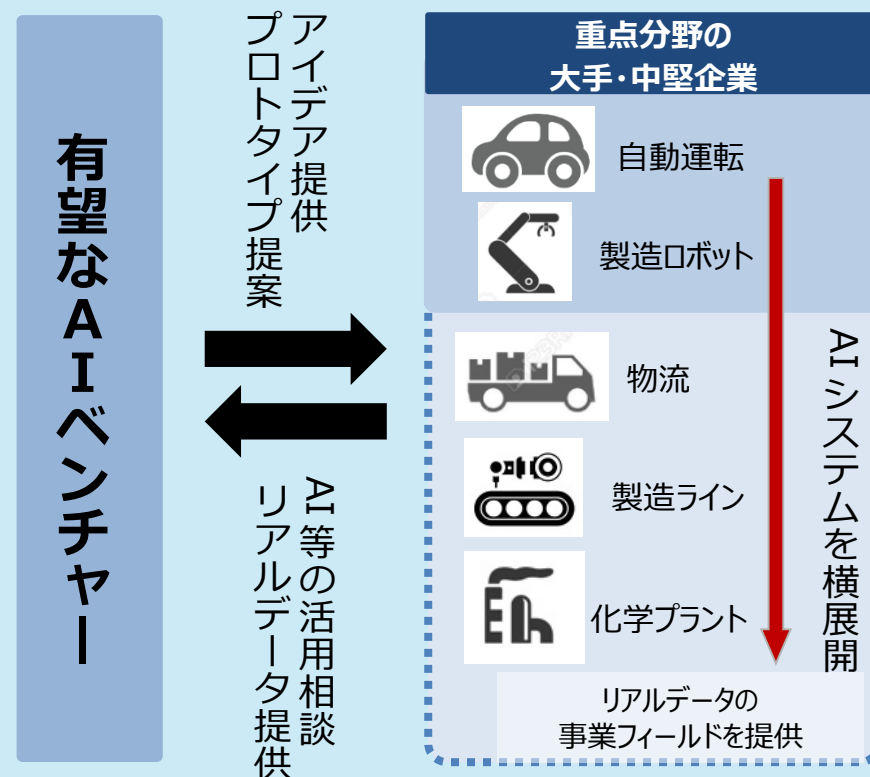 有望なAIベンチャー
アイデア提供
プロトタイプ提案
AI等の活用相談
リアルデータ提供
重点分野の
大手・中堅企業
自動運転
製造ロボット
物流
製造ライン
化学プラント
AIシステムを横展開
リアルデータの
事業フィールドを提供